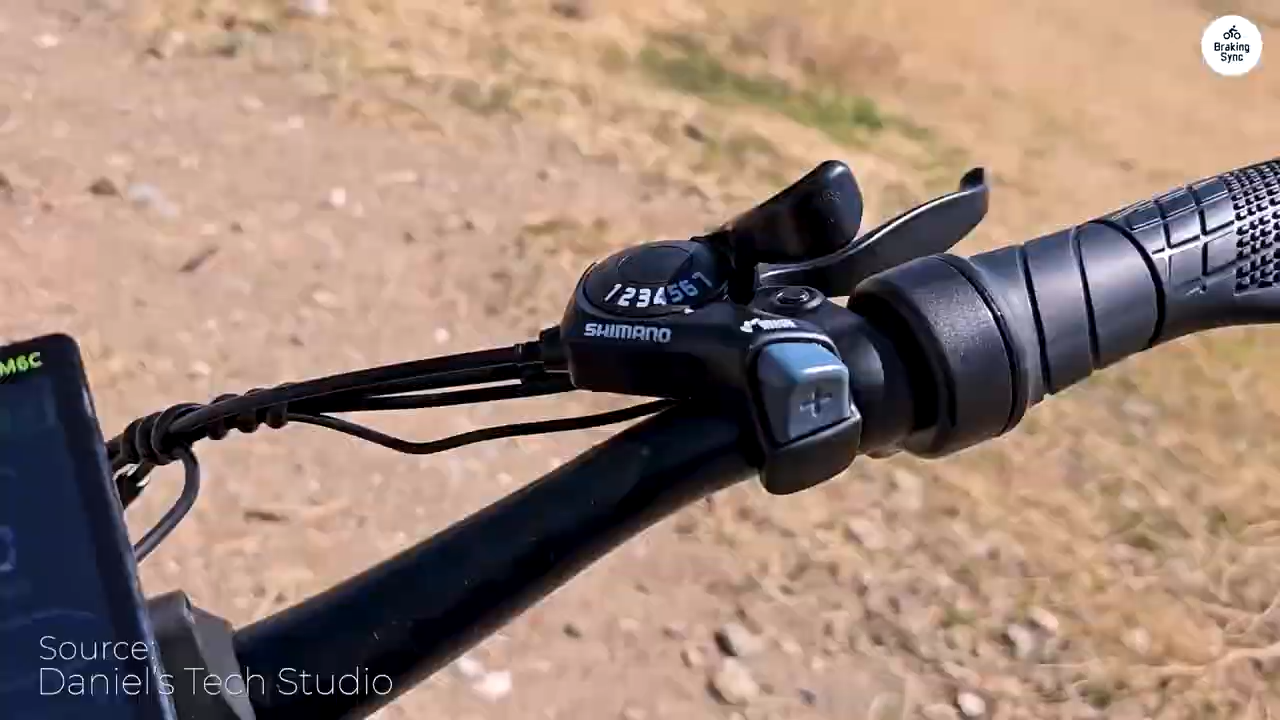 Braking
Sync
1234567
SHIMANO
M6C
+
Source:
Daniel's Tech Studio